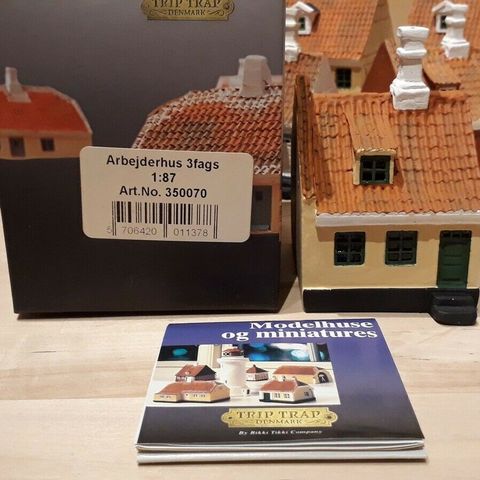 TRIP TRAP
DENMARK
Arbejderhus 3fags
1:87
Art.No. 350070
5 706420 011378
Modelhuse
og miniatures
TRIP TRAP
DENMARK
By Rikki Tikki Company